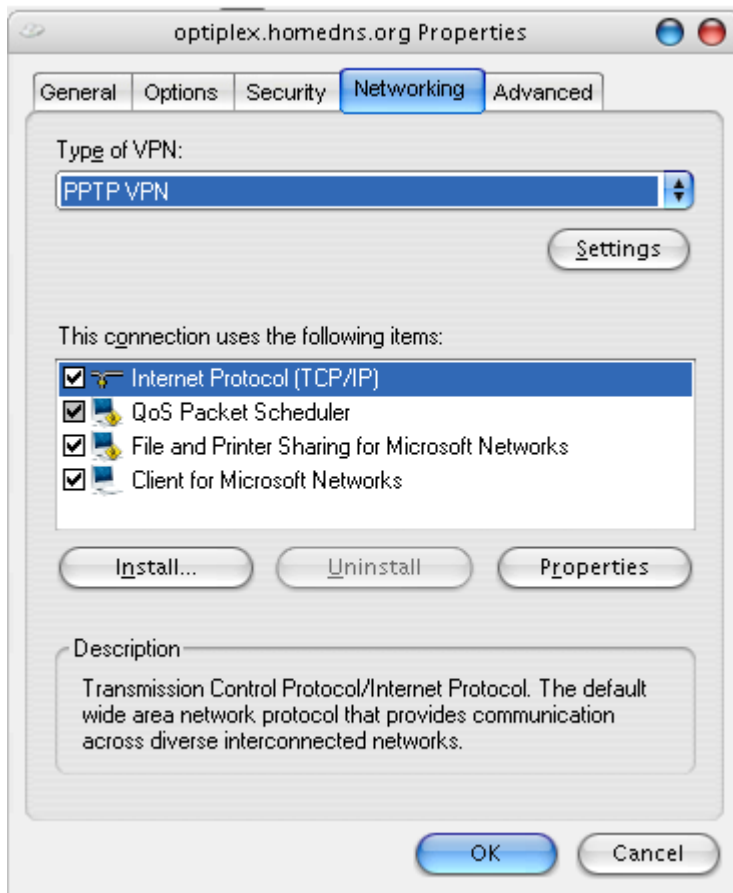 optiplex.homedns.org Properties
General Options Security Networking Advanced
Type of VPN:
PPTP VPN
Settings
This connection uses the following items:
Internet Protocol (TCP/IP)
QoS Packet Scheduler
File and Printer Sharing for Microsoft Networks
Client for Microsoft Networks
Install... Uninstall Properties
Description
Transmission Control Protocol/Internet Protocol. The default
wide area network protocol that provides communication
across diverse interconnected networks.
OK Cancel